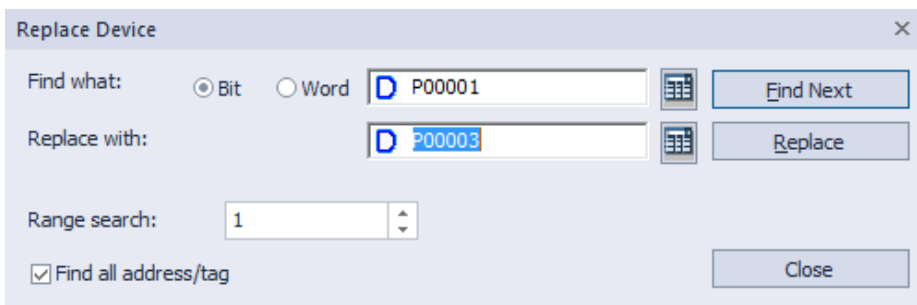 Replace Device
Find what: Bit Word D P00001 Find Next
Replace with: D P00003 Replace
Range search: 1
Find all address/tag Close